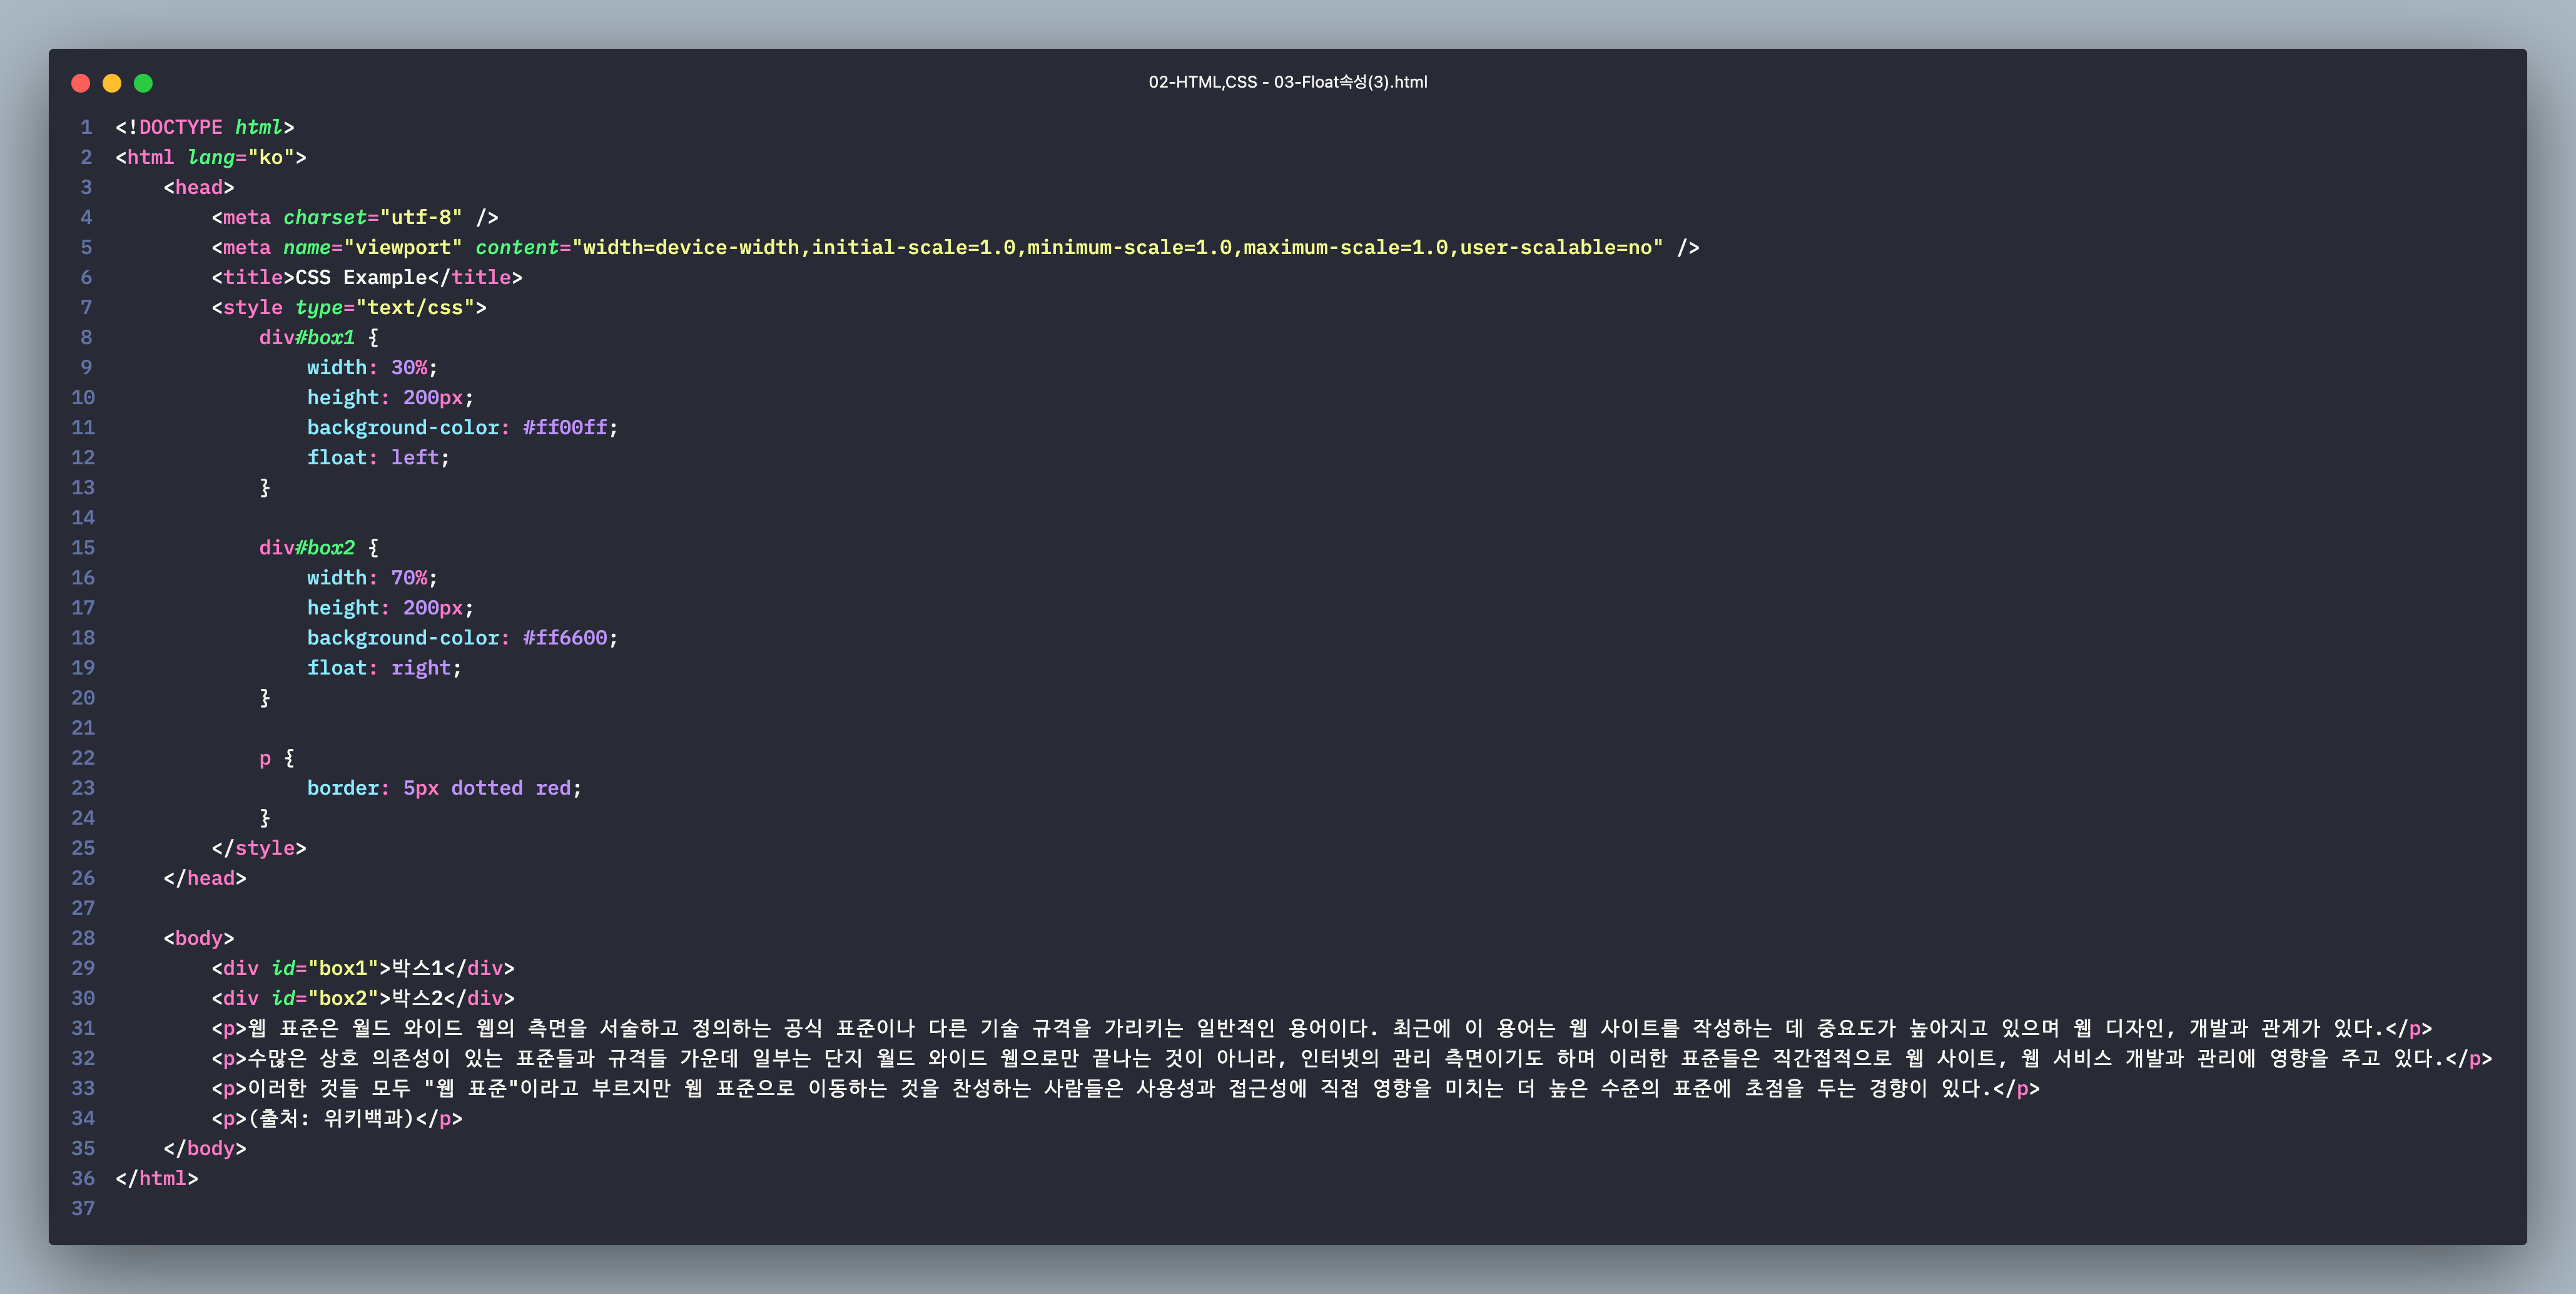 02-HTML,CSS - 03-Float속성(3).html
1 <!DOCTYPE html>
2 <html lang="ko">
3     <head>
4         <meta charset="utf-8" />
5         <meta name="viewport" content="width=device-width,initial-scale=1.0,minimum-scale=1.0,maximum-scale=1.0,user-scalable=no" />
6         <title>CSS Example</title>
7         <style type="text/css">
8             div#box1 {
9                 width: 30%;
10                 height: 200px;
11                 background-color: #ff00ff;
12                 float: left;
13             }
14
15             div#box2 {
16                 width: 70%;
17                 height: 200px;
18                 background-color: #ff6600;
19                 float: right;
20             }
21
22             p {
23                 border: 5px dotted red;
24             }
25         </style>
26     </head>
27
28     <body>
29         <div id="box1">박스1</div>
30         <div id="box2">박스2</div>
31         <p>웹 표준은 월드 와이드 웹의 측면을 서술하고 정의하는 공식 표준이나 다른 기술 규격을 가리키는 일반적인 용어이다. 최근에 이 용어는 웹 사이트를 작성하는 데 중요도가 높아지고 있으며 웹 디자인, 개발과 관계가 있다.</p>
32         <p>수많은 상호 의존성이 있는 표준들과 규격들 가운데 일부는 단지 월드 와이드 웹으로만 끝나는 것이 아니라, 인터넷의 관리 측면이기도 하며 이러한 표준들은 직간접적으로 웹 사이트, 웹 서비스 개발과 관리에 영향을 주고 있다.</p>
33         <p>이러한 것들 모두 "웹 표준"이라고 부르지만 웹 표준으로 이동하는 것을 찬성하는 사람들은 사용성과 접근성에 직접 영향을 미치는 더 높은 수준의 표준에 초점을 두는 경향이 있다.</p>
34         <p>(출처: 위키백과)</p>
35     </body>
36 </html>
37